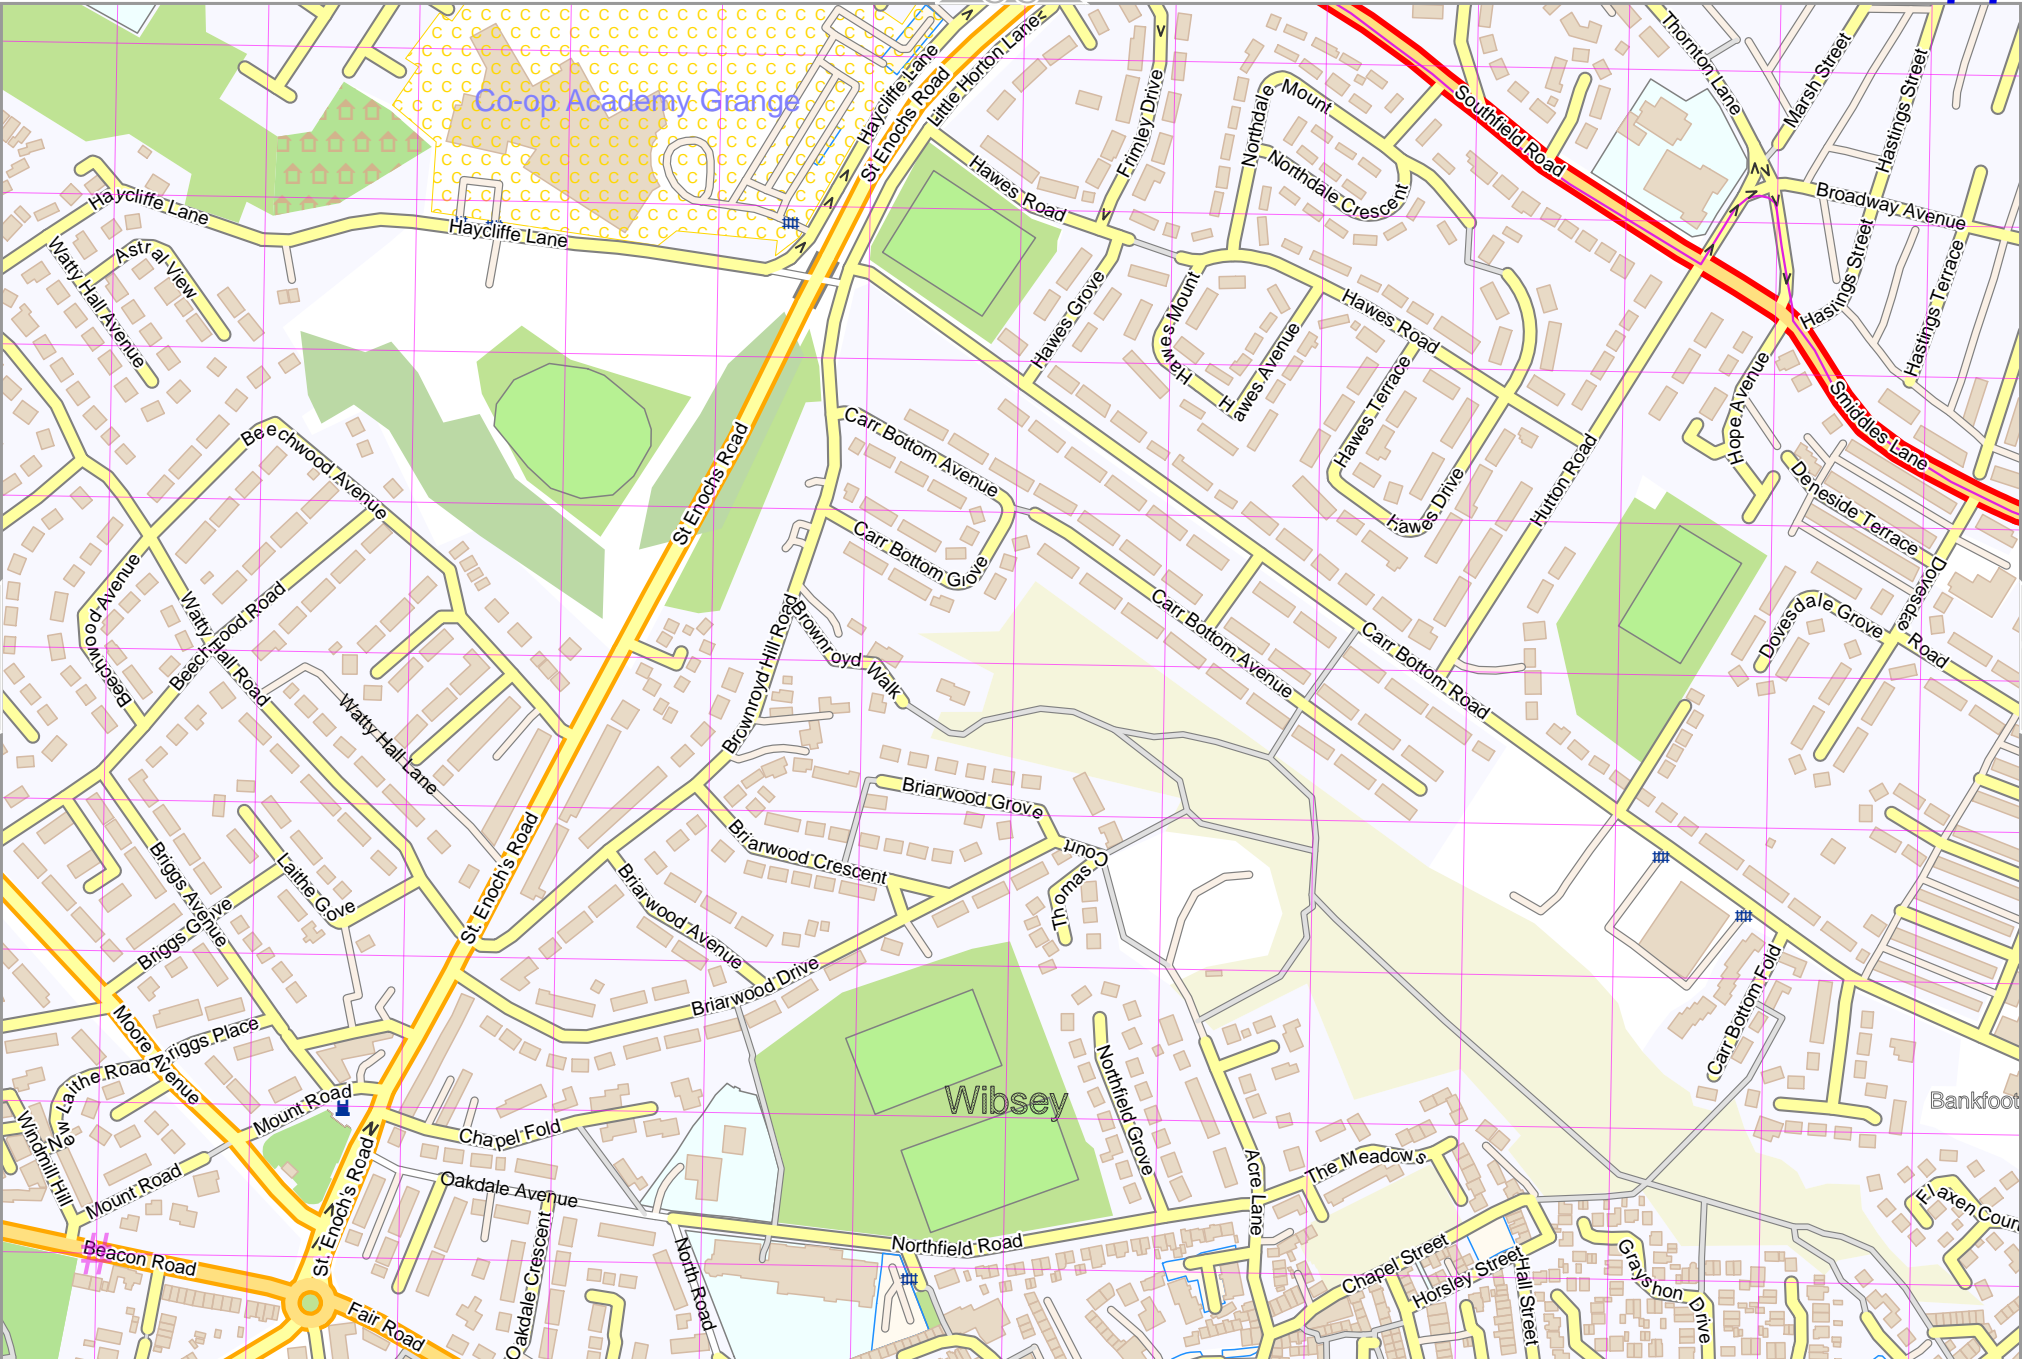 Co-op Academy Grange
Haycliffe Lane
St Enochs Road
Little Horton Lane
Frimley Drive
Northdale
Mount
Southfield Road
Thornton Lane
Marsh Street
Hastings Street
Northdale Crescent
Hawes Road
Broadway Avenue
Haycliffe Lane
Haycliffe Lane
Astral View
Watty Hall Avenue
Hawes Grove
Hawes Mount
Hawes Avenue
Hawes Road
Hawes Terrace
Hawes Drive
Hastings Street
Hastings Terrace
Hope Avenue
Smiddles Lane
Hutton Road
Deneside Terrace
Beechwood Avenue
Carr Bottom Avenue
St Enochs Road
Carr Bottom Grove
Beechwood Avenue
Watty Hall Road
Beechwood Road
Brownroyd Hill Road
Brownroyd Walk
Carr Bottom Avenue
Carr Bottom Road
Dovesdale Grove
Dovesdale Road
Watty Hall Lane
Briarwood Grove
Briarwood Crescent
Thomas Court
Briggs Avenue
Laithe Gove
Briggs Gove
St. Enoch's Road
Briarwood Avenue
Briarwood Drive
Carr Bottom Fold
Moore Avenue
Briggs Place
New Laithe Road
Mount Road
Windmill Hill
Mount Road
Chapel Fold
Oakdale Avenue
Wibsey
Northfield Grove
Acre Lane
The Meadows
Bankfoot
Flaxen Court
Beacon Road
St. Enoch's Road
Fair Road
Oakdale Crescent
North Road
Northfield Road
Chapel Street
Horsley Street
Hall Street
Grayshon Drive